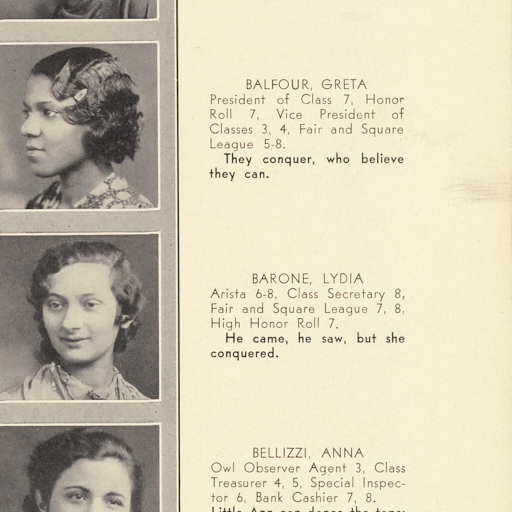 BALFOUR, GRETA
President of Class 7, Honor
Roll 7, Vice President of
Classes 3, 4, Fair and Square
League 5-8.
They conquer, who believe
they can.
BARONE, LYDIA
Arista 6-8, Class Secretary 8,
Fair and Square League 7, 8,
High Honor Roll 7.
He came, he saw, but she
conquered.
BELLIZZI, ANNA
Owl Observer Agent 3, Class
Treasurer 4, 5, Special Inspec-
tor 6, Bank Cashier 7, 8.